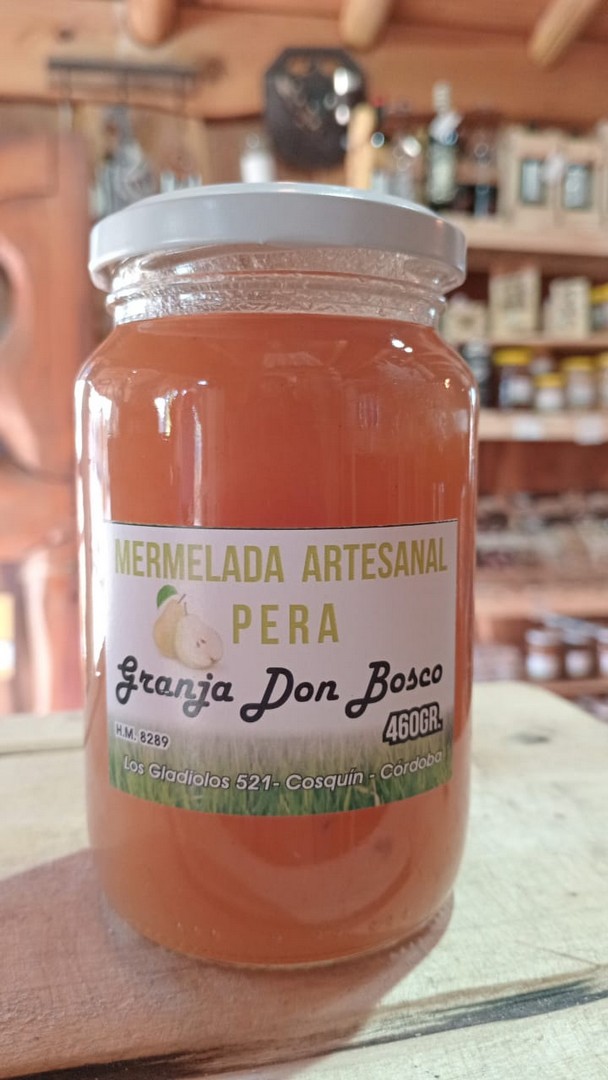 MERMELADA ARTESANAL
PERA
Granja Don Bosco
460GR.
H.M. 8289
Los Gladiolos 521- Cosquín - Córdoba